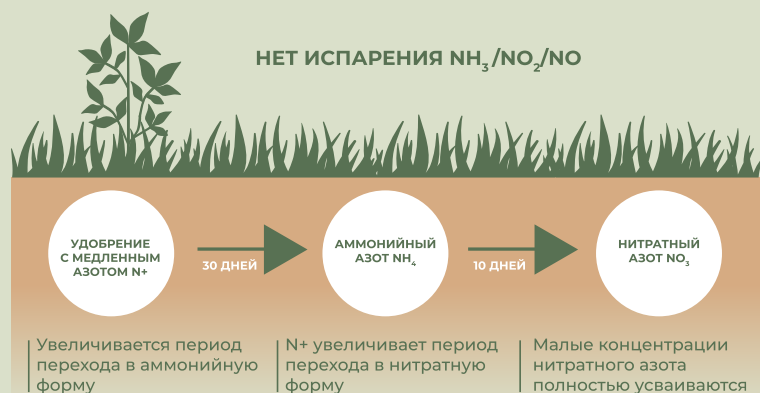 НЕТ ИСПАРЕНИЯ NH₃/NO₂/NO
УДОБРЕНИЕ
С МЕДЛЕННЫМ
АЗОТОМ N+
30 ДНЕЙ
АММОНИЙНЫЙ
АЗОТ NH₄
10 ДНЕЙ
НИТРАТНЫЙ
АЗОТ NO₃
Увеличивается период
перехода в аммонийную
форму
N+ увеличивает период
перехода в нитратную
форму
Малые концентрации
нитратного азота
полностью усваиваются